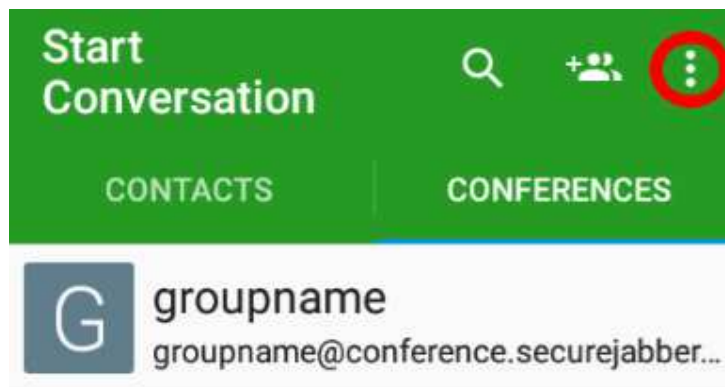 Start
Conversation
CONTACTS CONFERENCES
G
groupname
groupname@conference.securejabber...